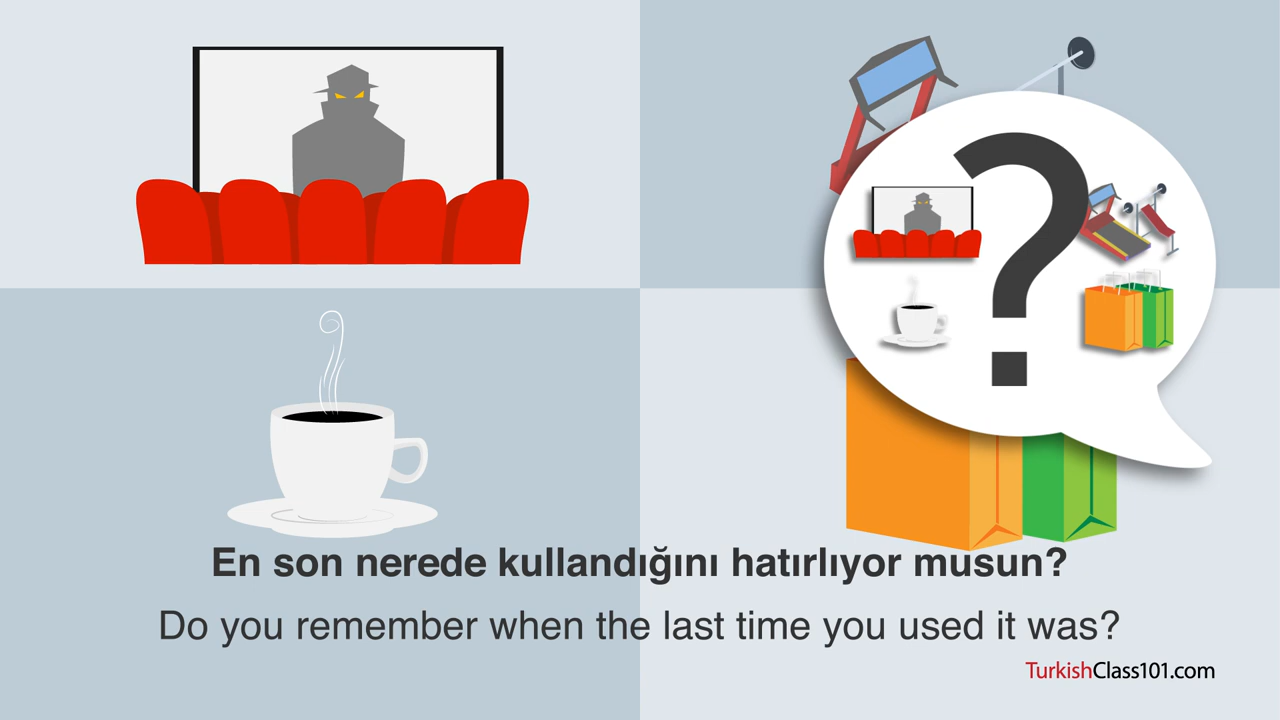 En son nerede kullandığını hatırlıyor musun?
Do you remember when the last time you used it was?
TurkishClass101.com